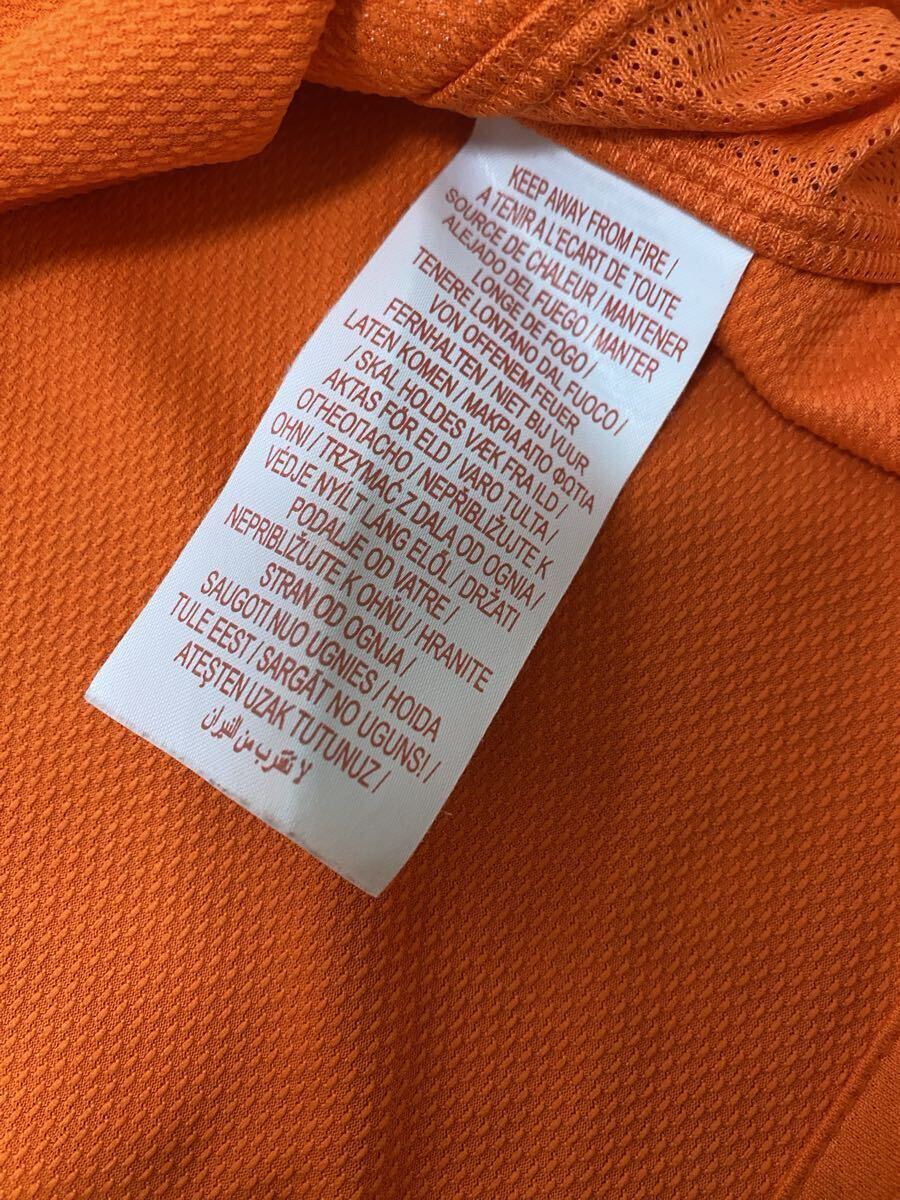 KEEP AWAY FROM FIRE /
A TENIR A L'ECART DE TOUTE
SOURCE DE CHALEUR / MANTENER
ALEJADO DEL FUEGO / MANTER
LONGE DE FOGO /
TENERE LONTANO DAL FUOCO /
VON OFFENEM FEUER
FERNHALTEN / NIET BIJ VUUR
LATEN KOMEN / ΜΑΚΡΙΑ ΑΠΟ ΦΩΤΙΑ
/ SKAL HOLDES VÆK FRA ILD /
AKTAS FÖR ELD / VARO TULTA /
ОГНЕОПАСНО / NEPŘIBLIŽUJTE K
OHNI / TRZYMAĆ Z DALA OD OGNIA /
VÉDJE NYÍLT LÁNG ELŐL / DRŽATI
PODALJE OD VATRE /
NEPRIBLIŽUJTE K OHŇU / HRANITE
STRAN OD OGNJA /
SAUGOTI NUO UGNIES / HOIDA
TULE EEST / SARGĀT NO UGUNS! /
ATEŞTEN UZAK TUTUNUZ /
لا تقرب من النيران